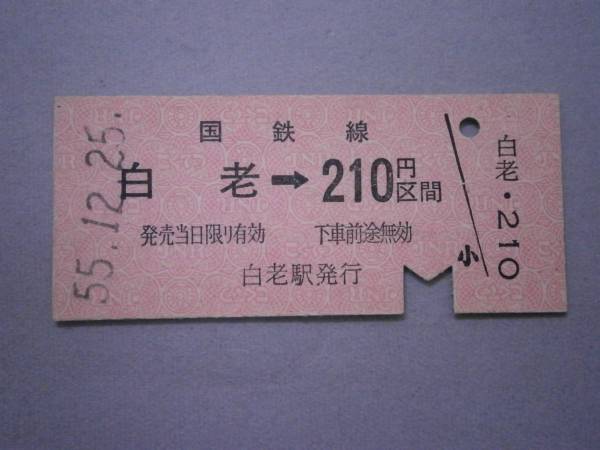 55.12.25.
国鉄線
白老➡210円区間
発売当日限り有効 下車前途無効
白老駅発行
小
白老・210